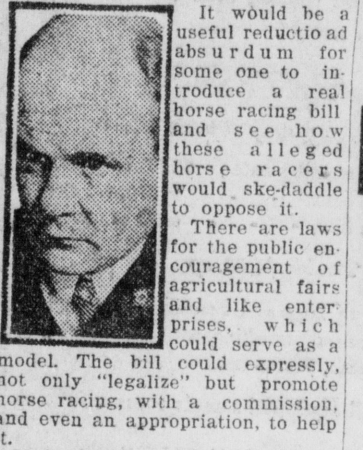 It would be a
useful reductio ad
absurdum for
some one to in-
troduce a real
horse racing bill
and see how
these alleged
horse racers
would ske-daddle
to oppose it.
There are laws
for the public en-
couragement of
agricultural fairs
and like enter-
prises, which
could serve as a
model. The bill could expressly,
not only "legalize" but promote
horse racing, with a commission,
and even an appropriation, to help
it.